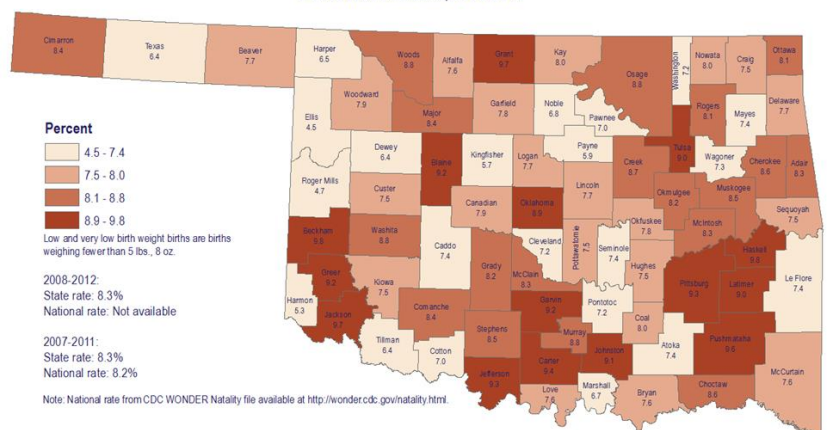 Cimarron
8.4
Texas
6.4
Beaver
7.7
Harper
6.5
Woods
8.8
Alfalfa
7.6
Grant
9.7
Kay
8.0
Osage
8.8
Washington
7.2
Nowata
8.0
Craig
7.5
Ottawa
8.1
Ellis
4.5
Woodward
7.9
Major
8.4
Garfield
7.8
Noble
6.8
Pawnee
7.0
Rogers
8.1
Mayes
7.4
Delaware
7.7
Percent
4.5 - 7.4
7.5 - 8.0
8.1 - 8.8
8.9 - 9.8
Low and very low birth weight births are births
weighing fewer than 5 lbs., 8 oz.
2008-2012:
State rate: 8.3%
National rate: Not available
2007-2011:
State rate: 8.3%
National rate: 8.2%
Roger Mills
4.7
Dewey
6.4
Custer
7.5
Blaine
9.2
Kingfisher
Logan
7.7
Payne
5.9
Creek
8.7
Tulsa
9.0
Wagoner
7.3
Cherokee
8.6
Adair
8.3
Canadian
7.9
Oklahoma
8.9
Lincoln
7.7
Okmulgee
8.2
Muskogee
8.5
Sequoyah
7.5
Beckham
Washita
8.8
Caddo
7.4
Cleveland
7.2
Pottawatomie
7.5
Seminole
7.4
Okfuskee
7.8
McIntosh
8.3
Haskell
Greer
9.2
Kiowa
7.5
Grady
8.2
McClain
8.3
Hughes
7.5
Pittsburg
9.3
Latimer
9.0
Le Flore
7.4
Harmon
5.3
Jackson
9.7
Comanche
8.4
Garvin
9.2
Pontotoc
7.2
Coal
8.0
Tillman
6.4
Cotton
7.0
Stephens
8.5
Murray
8.8
Johnston
9.1
Atoka
7.4
Pushmataha
McCurtain
7.6
Jefferson
9.3
Carter
9.4
Love
7.6
Marshall
6.7
Bryan
7.6
Choctaw
8.6
Note: National rate from CDC WONDER Natality file available at http://wonder.cdc.gov/natality.html.